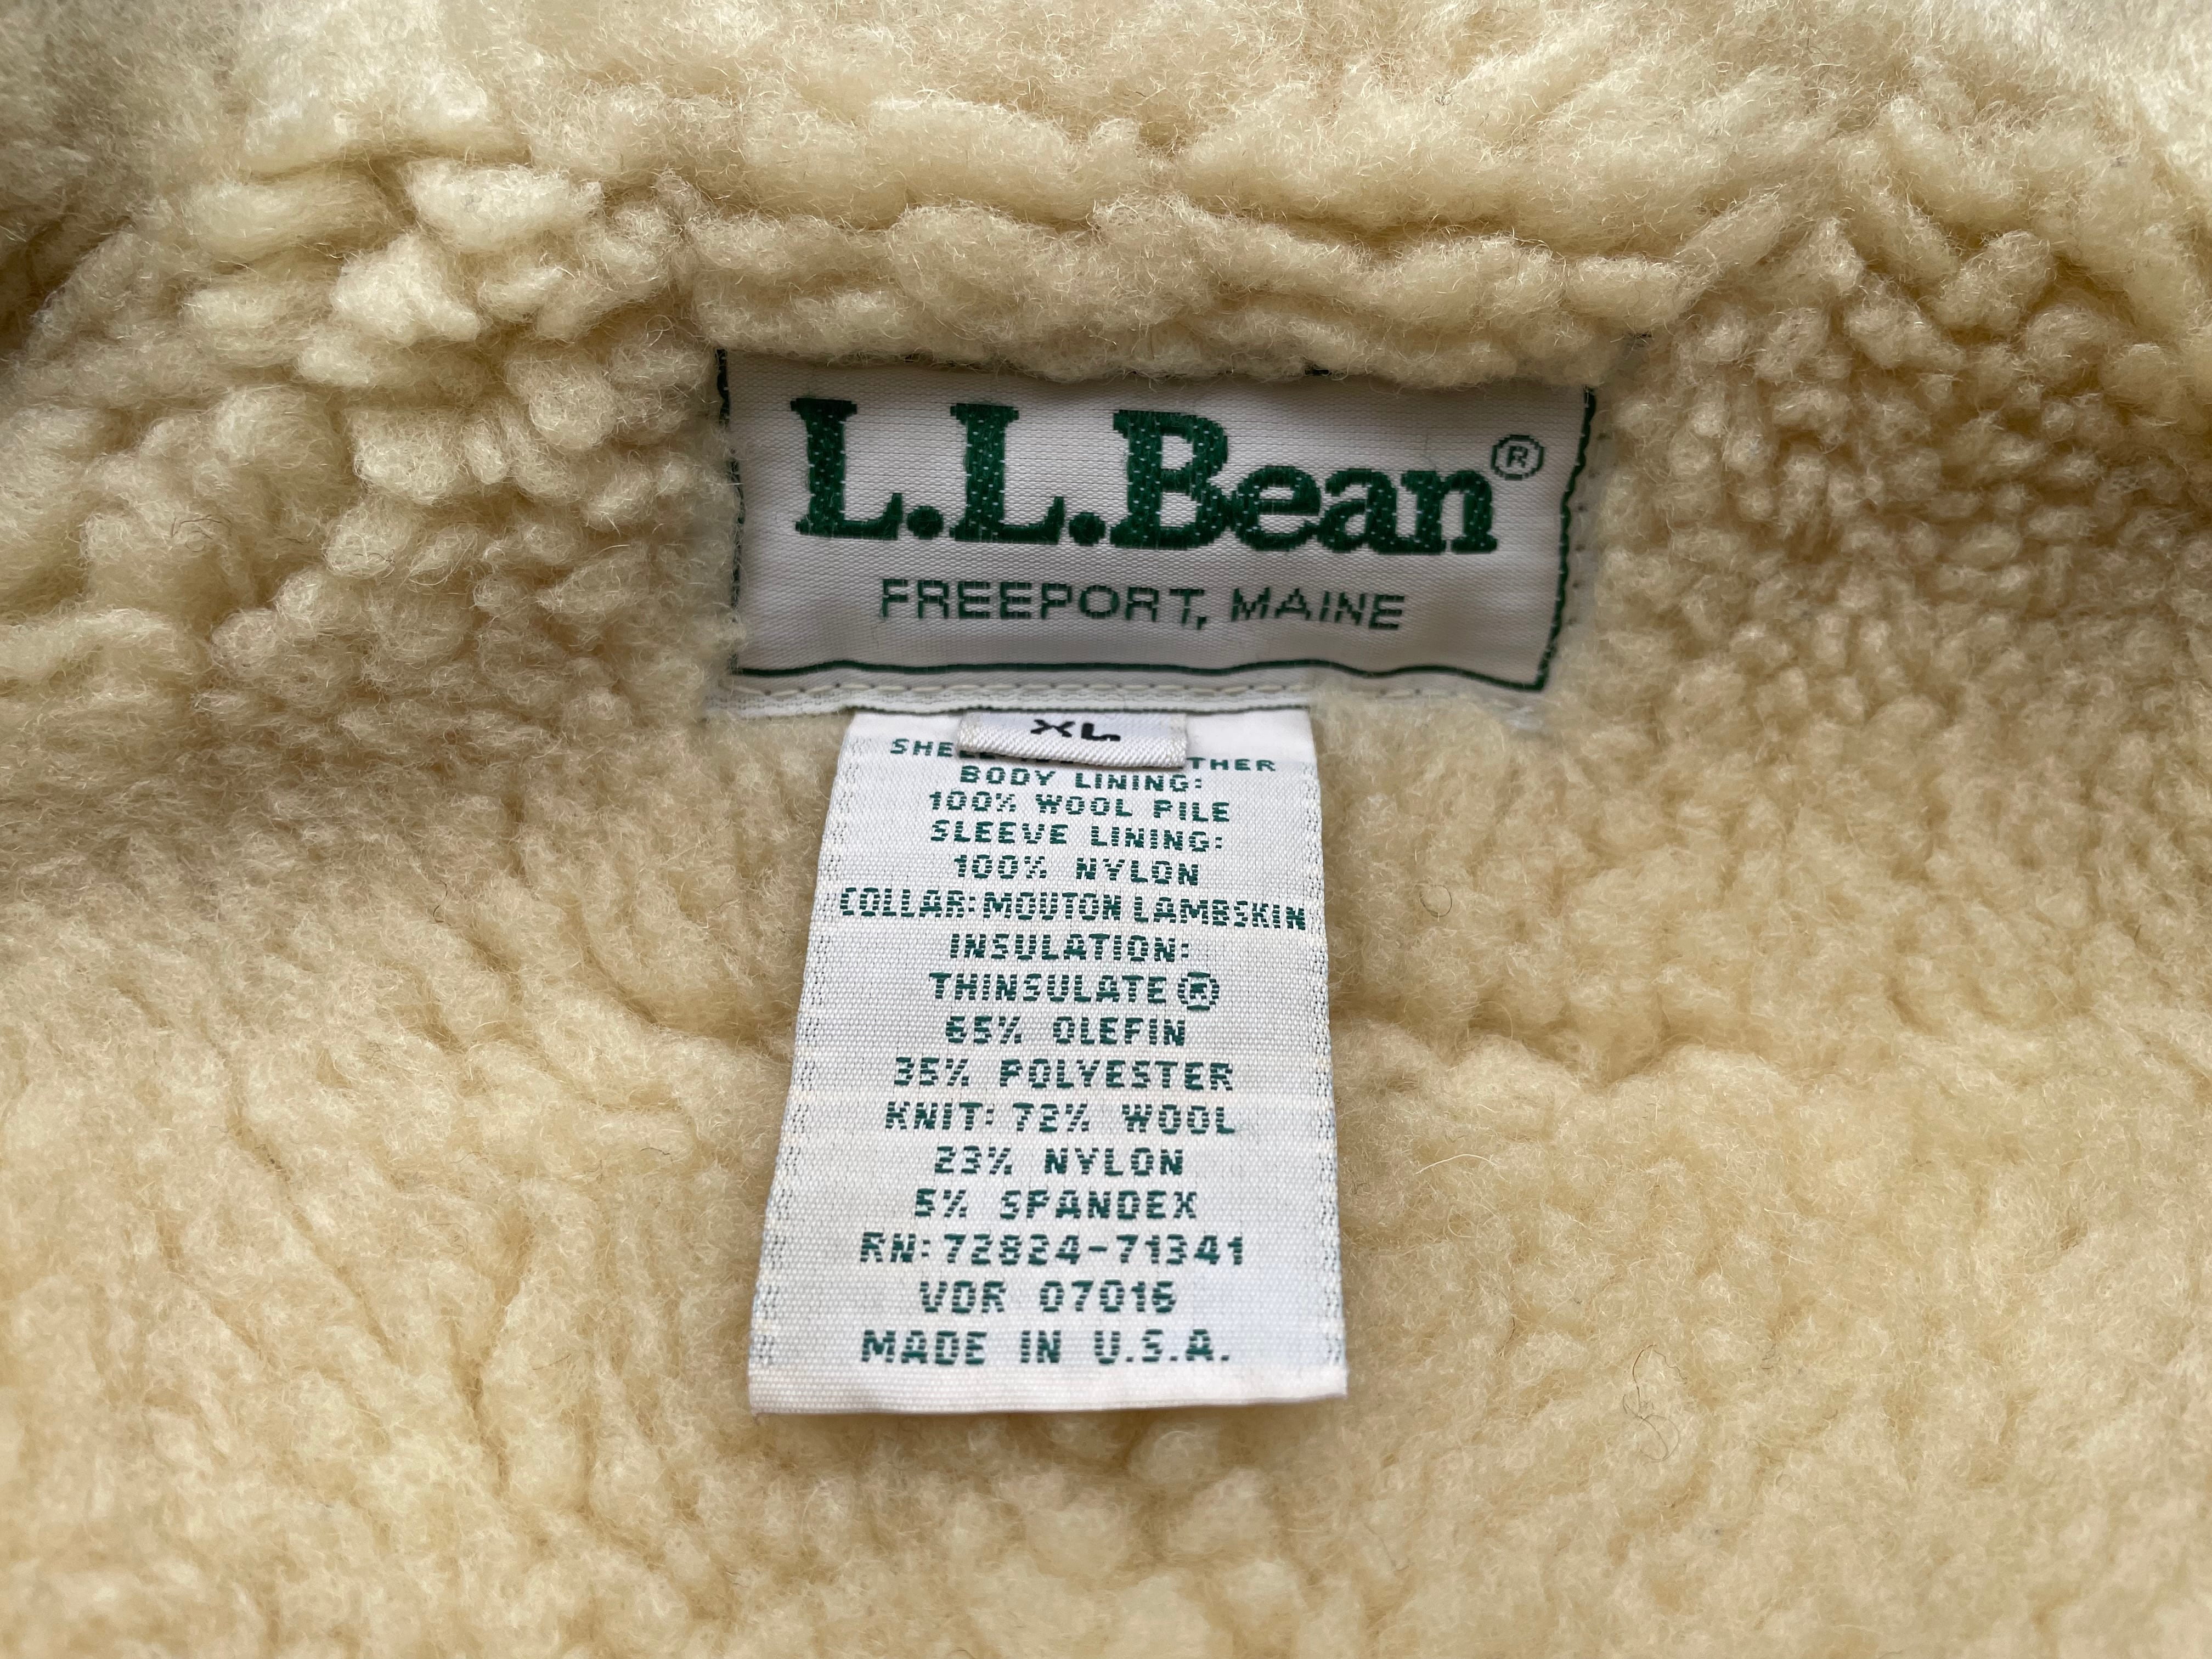 L.L.Bean®
FREEPORT, MAINE
XL
BODY LINING:
100% WOOL PILE
SLEEVE LINING:
100% NYLON
COLLAR: MOUTON LAMBSKIN
INSULATION:
THINSULATE®
65% OLEFIN
35% POLYESTER
KNIT: 72% WOOL
23% NYLON
5% SPANDEX
RN: 72824-71341
VDR 07016
MADE IN U.S.A.